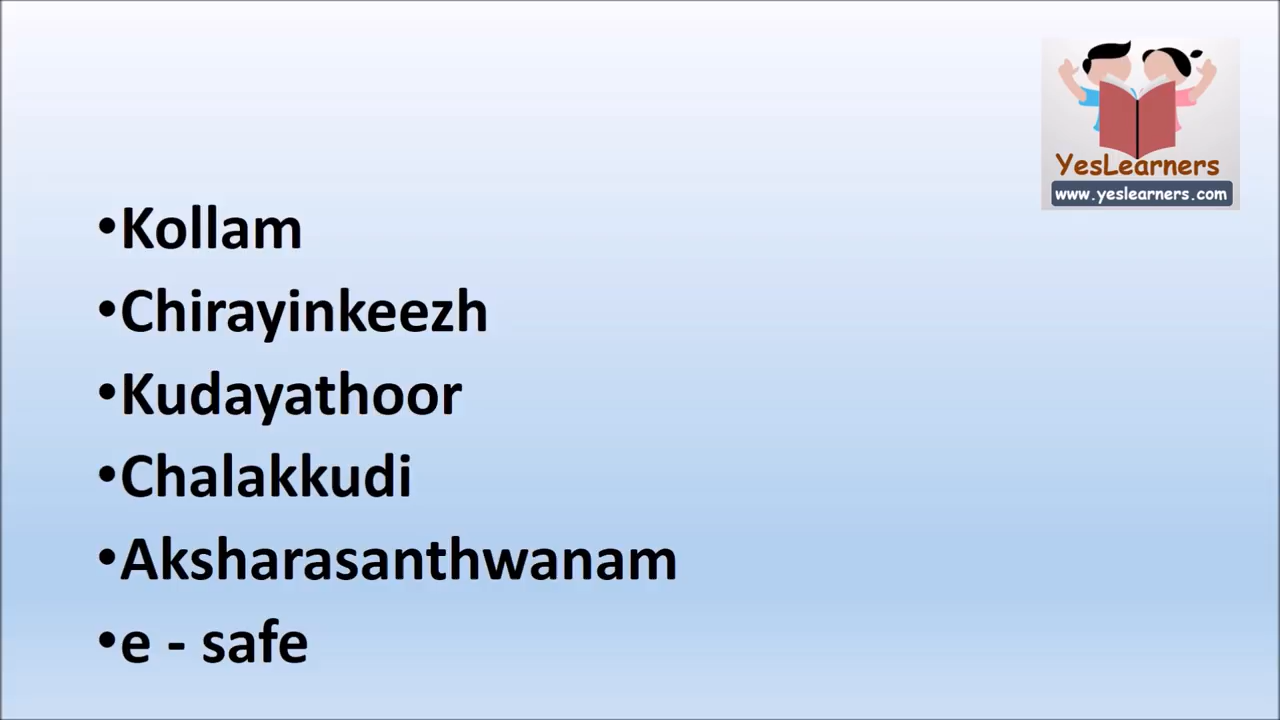 YesLearners
www.yeslearners.com
•Kollam
•Chirayinkeezh
•Kudayathoor
•Chalakkudi
•Aksharasanthwanam
•e - safe